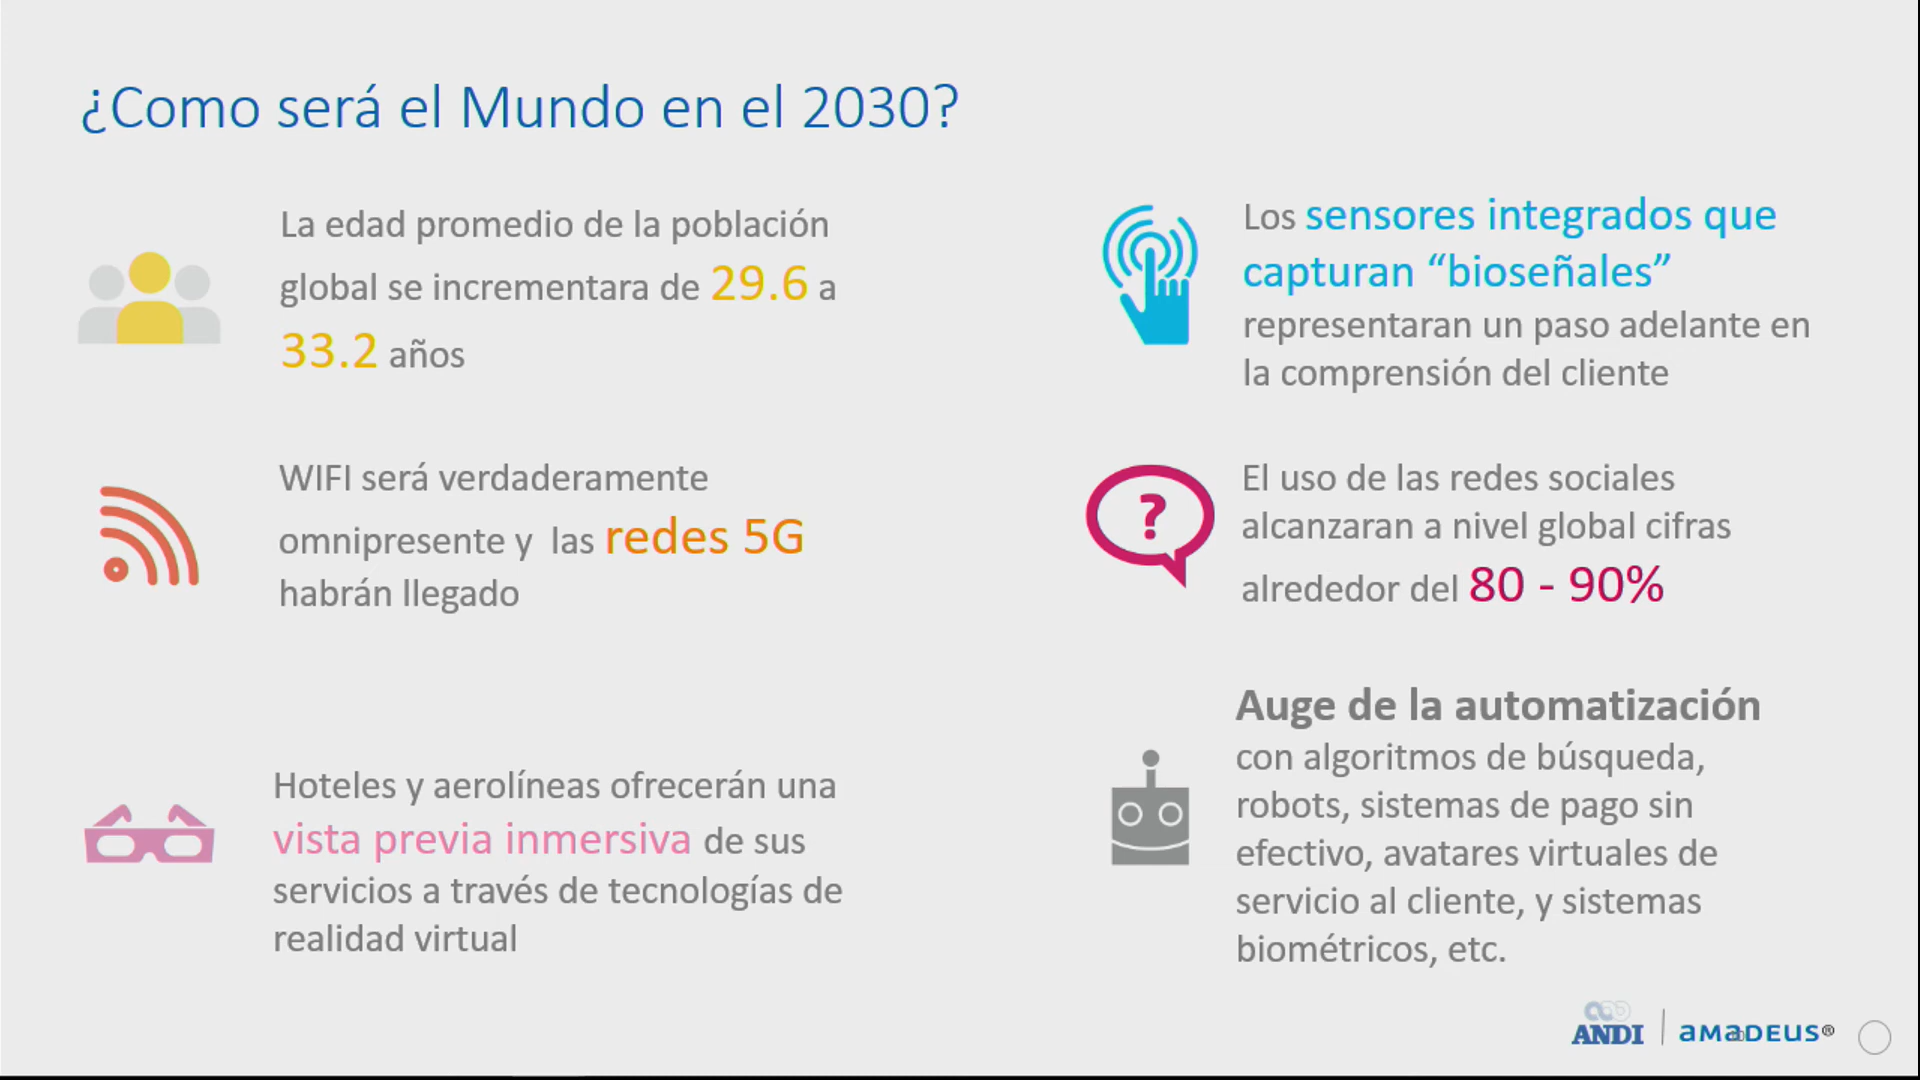 ¿Como será el Mundo en el 2030?
La edad promedio de la población
global se incrementara de 29.6 a
33.2 años
WIFI será verdaderamente
omnipresente y las redes 5G
habrán llegado
Hoteles y aerolíneas ofrecerán una
vista previa inmersiva de sus
servicios a través de tecnologías de
realidad virtual
Los sensores integrados que
capturan “bioseñales”
representaran un paso adelante en
la comprensión del cliente
?
El uso de las redes sociales
alcanzaran a nivel global cifras
alrededor del 80 - 90%
Auge de la automatización
con algoritmos de búsqueda,
robots, sistemas de pago sin
efectivo, avatares virtuales de
servicio al cliente, y sistemas
biométricos, etc.
ANDI
amaDEUS®